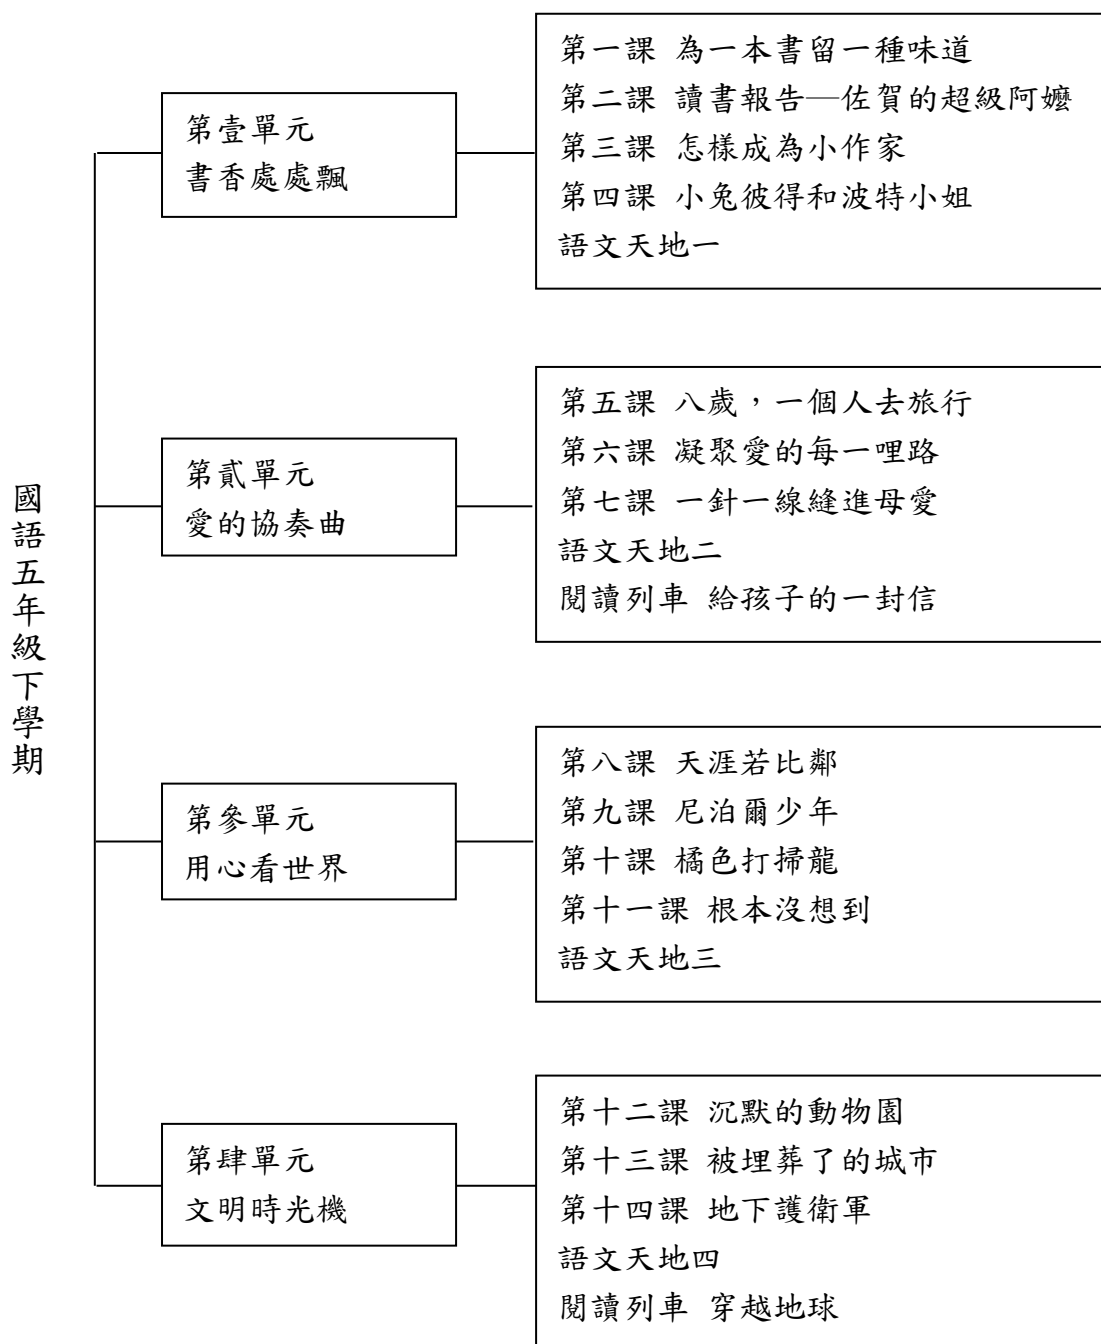 國語五年級下學期
第壹單元
書香處處飄
第一課 為一本書留一種味道
第二課 讀書報告—佐賀的超級阿嬤
第三課 怎樣成為小作家
第四課 小兔彼得和波特小姐
語文天地一
第貳單元
愛的協奏曲
第五課 八歲，一個人去旅行
第六課 凝聚愛的每一哩路
第七課 一針一線縫進母愛
語文天地二
閱讀列車 給孩子的一封信
第參單元
用心看世界
第八課 天涯若比鄰
第九課 尼泊爾少年
第十課 橘色打掃龍
第十一課 根本沒想到
語文天地三
第肆單元
文明時光機
第十二課 沉默的動物園
第十三課 被埋葬了的城市
第十四課 地下護衛軍
語文天地四
閱讀列車 穿越地球